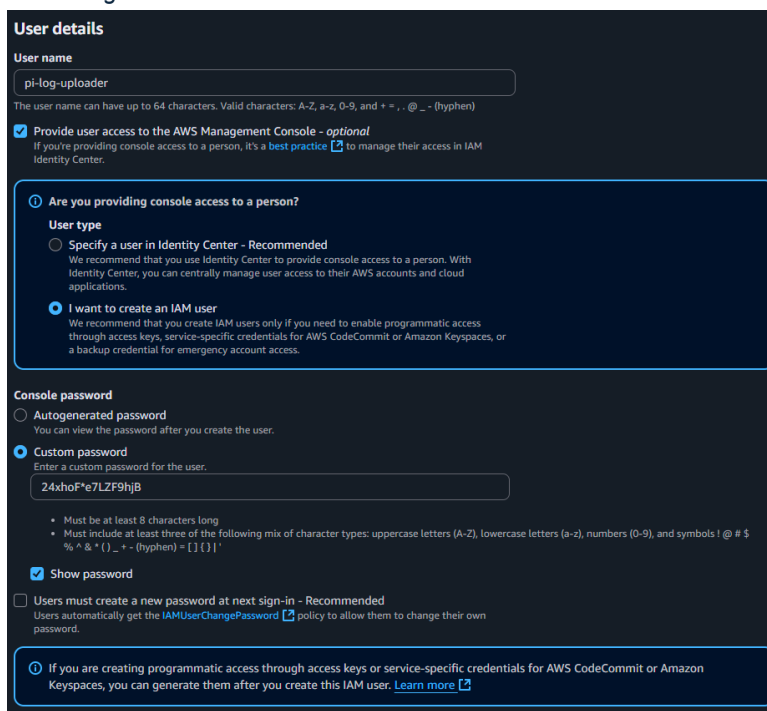 User details
User name
pi-log-uploader
The user name can have up to 64 characters. Valid characters: A-Z, a-z, 0-9, and + = , . @ _ - (hyphen)
Provide user access to the AWS Management Console - optional
If you're providing console access to a person, it's a best practice to manage their access in IAM
Identity Center.
Are you providing console access to a person?
User type
Specify a user in Identity Center - Recommended
We recommend that you use Identity Center to provide console access to a person. With
Identity Center, you can centrally manage user access to their AWS accounts and cloud
applications.
I want to create an IAM user
We recommend that you create IAM users only if you need to enable programmatic access
through access keys, service-specific credentials for AWS CodeCommit or Amazon Keyspaces, or
a backup credential for emergency account access.
Console password
Autogenerated password
You can view the password after you create the user.
Custom password
Enter a custom password for the user.
24xhoF*e7LZF9hjB
• Must be at least 8 characters long
• Must include at least three of the following mix of character types: uppercase letters (A-Z), lowercase letters (a-z), numbers (0-9), and symbols ! @ # $
% ^ & * ( ) _ + - (hyphen) = [ ] { } | '
Show password
Users must create a new password at next sign-in - Recommended
Users automatically get the IAMUserChangePassword policy to allow them to change their own
password.
If you are creating programmatic access through access keys or service-specific credentials for AWS CodeCommit or Amazon
Keyspaces, you can generate them after you create this IAM user. Learn more